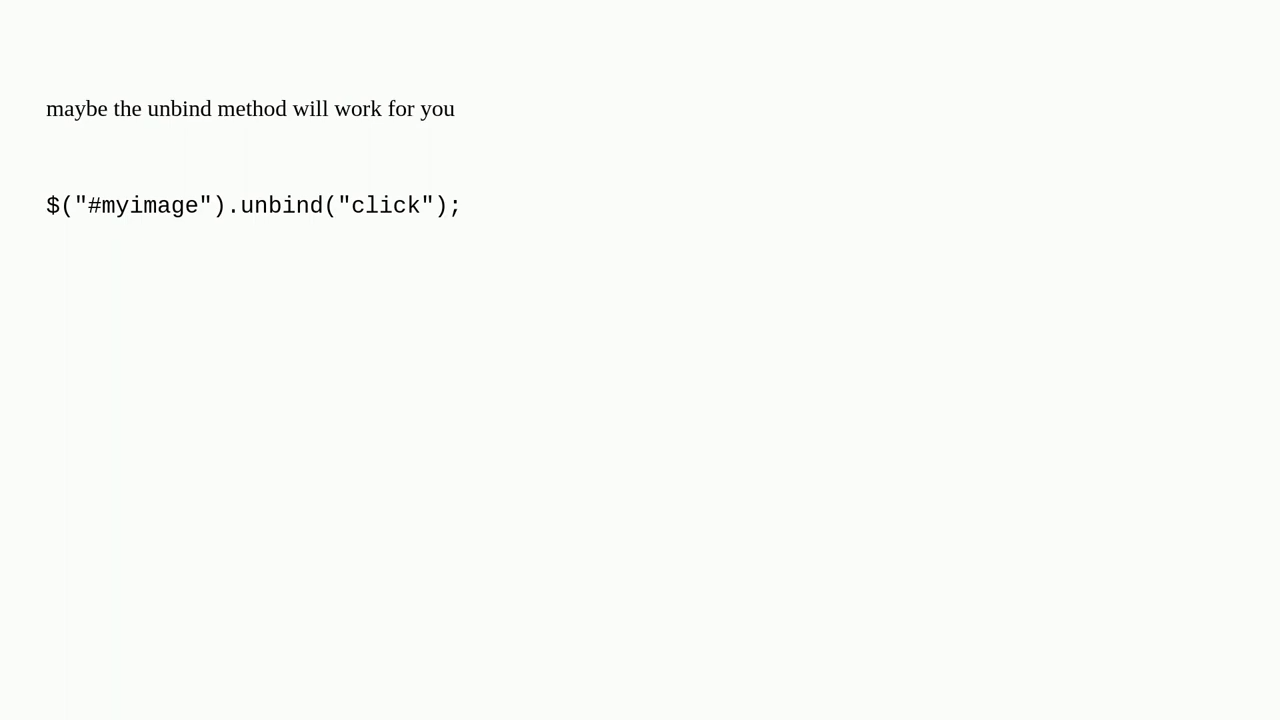 maybe the unbind method will work for you
$("#myimage").unbind("click");